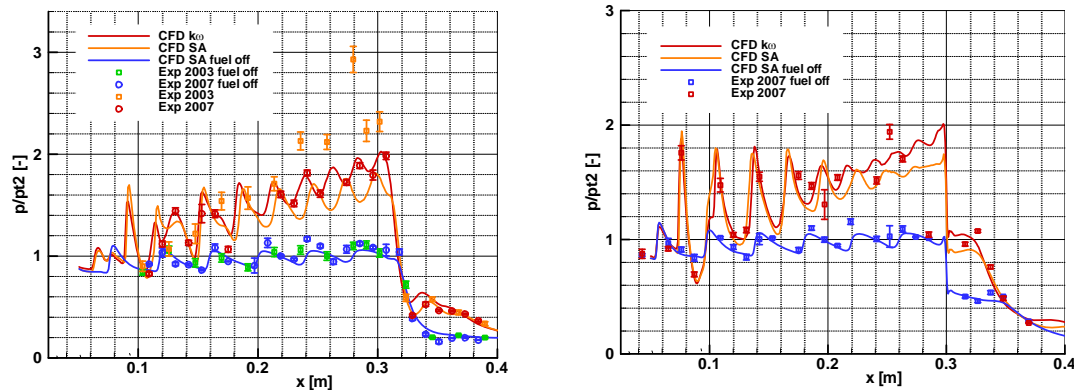 3
2
1
0
0.1
0.2
0.3
0.4
p/pt2 [-]
x [m]
CFD kω
CFD SA
CFD SA fuel off
Exp 2003 fuel off
Exp 2007 fuel off
Exp 2003
Exp 2007
3
2
1
0
0.1
0.2
0.3
0.4
p/pt2 [-]
x [m]
CFD kω
CFD SA
CFD SA fuel off
Exp 2007 fuel off
Exp 2007